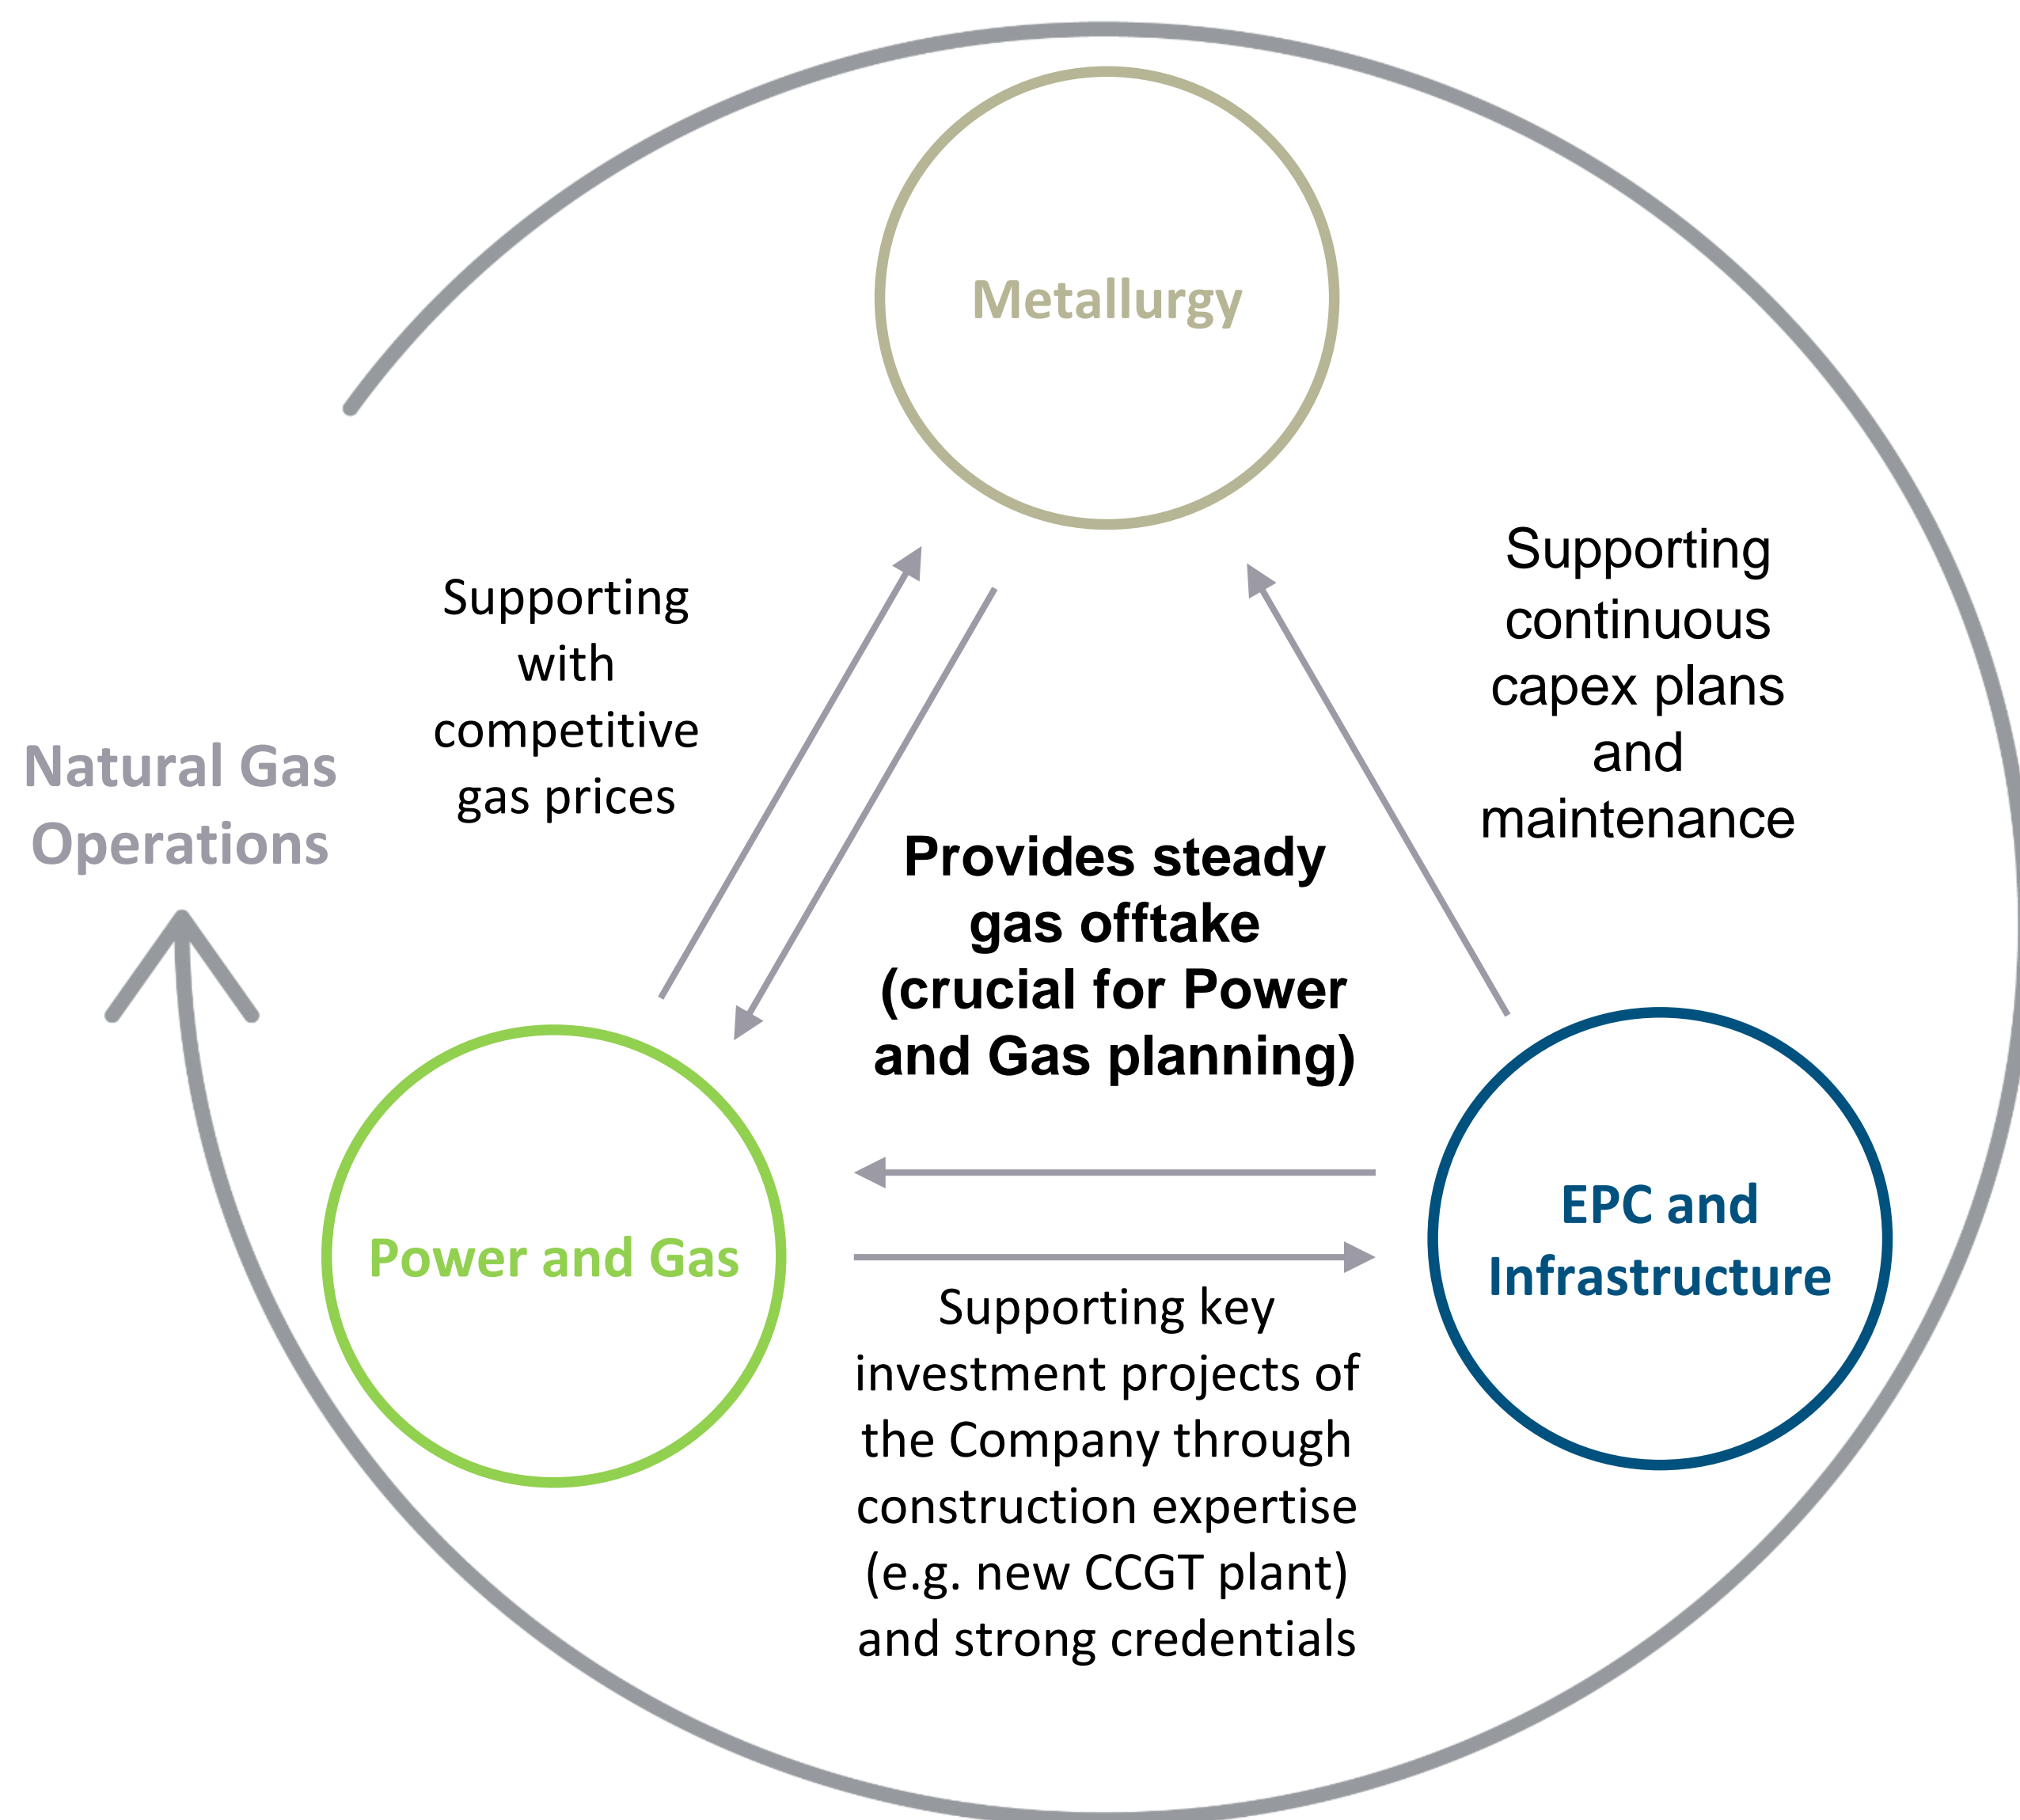 Metallurgy
Supporting
with
competitive
gas prices
Supporting
continuous
capex plans
and
maintenance
Natural Gas
Operations
Provides steady
gas offtake
(crucial for Power
and Gas planning)
Power and Gas
EPC and
Infrastructure
Supporting key
investment projects of
the Company through
construction expertise
(e.g. new CCGT plant)
and strong credentials